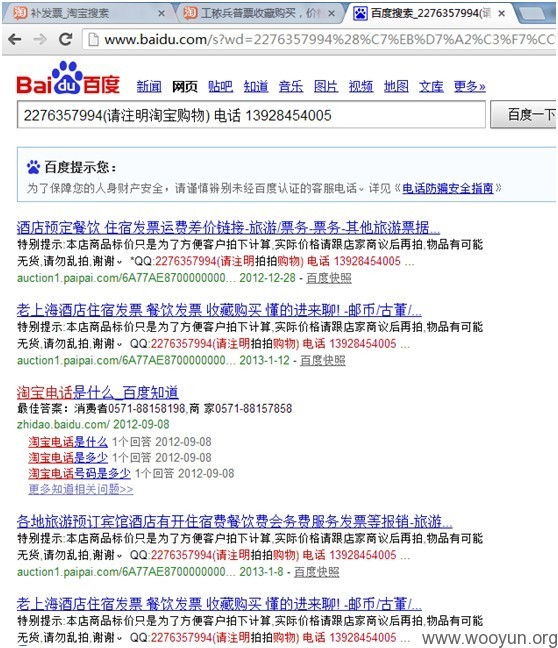 补发票_淘宝搜索
工祾兵普票收藏购买，价
百度搜索_2276357994(请
www.baidu.com/s?wd=2276357994%28%C7%EB%D7%A2%C3%F7%CC
Bai du 百度
新闻 网页 贴吧 知道 音乐 图片 视频 地图 文库 更多»
2276357994(请注明淘宝购物) 电话 13928454005
百度一下
百度提示您：
为了保障您的人身财产安全，请谨慎辨别未经百度认证的客服电话。详见《电话防骗安全指南》
酒店预定餐饮 住宿发票运费差价链接-旅游/票务-票务-其他旅游票据...
特别提示:本店商品标价只是为了方便客户拍下计算,实际价格请跟店家商议后再拍,物品有可能
无货,请勿乱拍,谢谢。 *QQ:2276357994(请注明拍拍购物) 电话 13928454005 ...
auction1.paipai.com/6A77AE8700000000... 2012-12-28 - 百度快照
老上海酒店住宿发票 餐饮发票 收藏购买 懂的进来聊! -邮币/古董/...
特别提示:本店商品标价只是为了方便客户拍下计算,实际价格请跟店家商议后再拍,物品有可能
无货,请勿乱拍,谢谢。 QQ:2276357994(请注明拍拍购物) 电话 13928454005 ...
auction1.paipai.com/6A77AE8700000000... 2013-1-12 - 百度快照
淘宝电话是什么_百度知道
最佳答案：消费者0571-88158198,商 家0571-88157858
zhidao.baidu.com/ 2012-09-08
淘宝电话是什么 1个回答 2012-09-08
淘宝电话是多少 1个回答 2012-09-08
淘宝电话号码是多少 1个回答 2012-09-08
更多知道相关问题>>
各地旅游预订宾馆酒店有开住宿费餐饮费会务费服务发票等报销-旅游...
特别提示:本店商品标价只是为了方便客户拍下计算,实际价格请跟店家商议后再拍,物品有可能
无货,请勿乱拍,谢谢。 QQ:2276357994(请注明拍拍购物) 电话 13928454005 ...
auction1.paipai.com/6A77AE8700000000... 2013-1-8 - 百度快照
老上海酒店住宿发票 餐饮发票 收藏购买 懂的进来聊! -邮币/古董/...
特别提示:本店商品标价只是为了方便客户拍下计算,实际价格请跟店家商议后再拍,物品有可能
无货,请勿乱拍,谢谢。 QQ:2276357994(请注明拍拍购物) 电话 13928454005 ...
www.wooyun.org